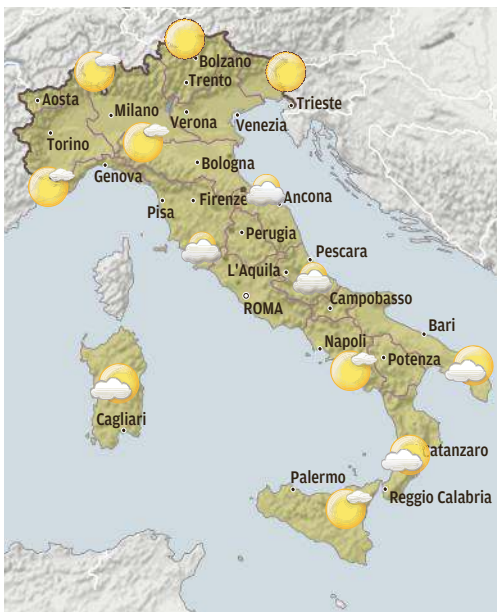 Bolzano
Trento
Aosta
Milano
Verona
Venezia
Trieste
Torino
Genova
Bologna
Pisa
Firenze
Ancona
Perugia
L'Aquila
Pescara
ROMA
Campobasso
Napoli
Bari
Potenza
Cagliari
Catanzaro
Palermo
Reggio Calabria